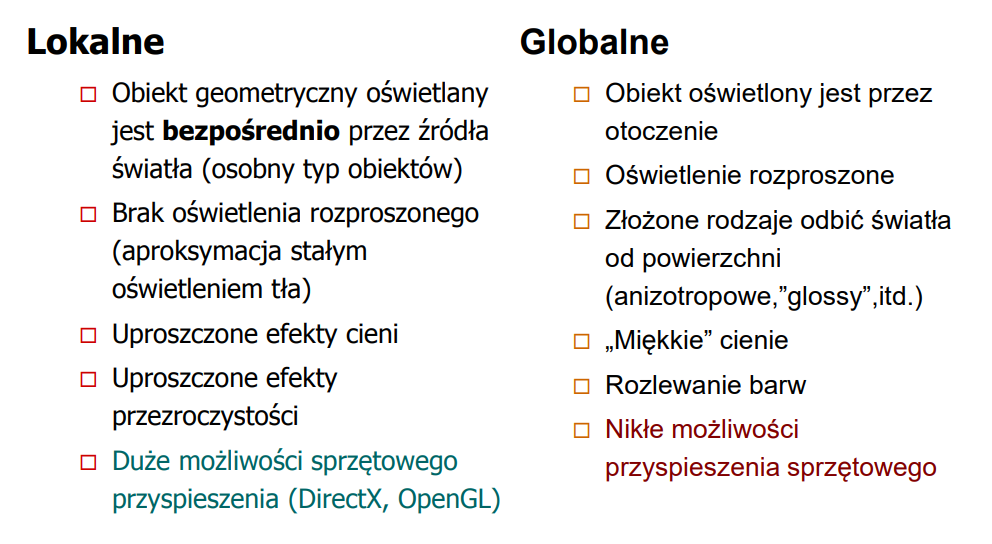 Lokalne
Obiekt geometryczny oświetlany
jest bezpośrednio przez źródła
światła (osobny typ obiektów)
Brak oświetlenia rozproszonego
(aproksymacja stałym
oświetleniem tła)
Uproszczone efekty cieni
Uproszczone efekty
przezroczystości
Duże możliwości sprzętowego
przyspieszenia (DirectX, OpenGL)
Globalne
Obiekt oświetlony jest przez
otoczenie
Oświetlenie rozproszone
Złożone rodzaje odbić światła
od powierzchni
(anizotropowe,”glossy”,itd.)
„Miękkie” cienie
Rozlewanie barw
Nikłe możliwości
przyspieszenia sprzętowego